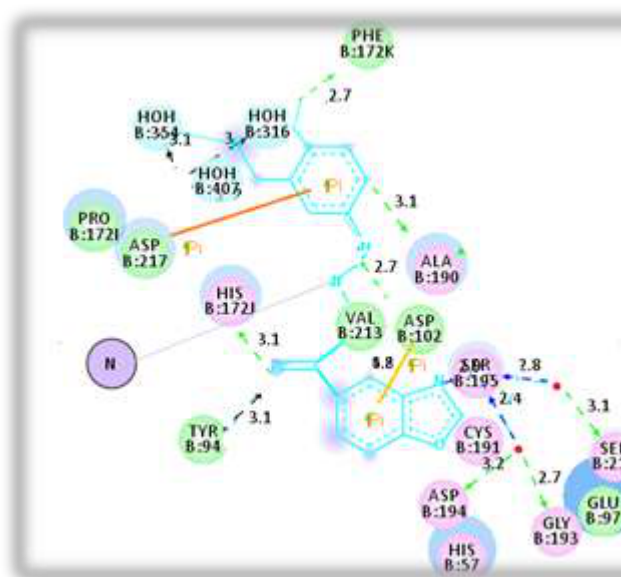 PHE
B:172K
2.7
HOH
B:354
3.1
HOH
B:316
HOH
B:407
3.1
PRO
B:172I
ASP
B:217
Pi
Pi
ALA
B:190
2.7
HIS
B:172J
N
VAL
B:213
ASP
B:102
3.1
Pi
SER
B:195
2.4
3.1
TYR
B:94
3.1
Pi
CYS
B:191
3.2
2.7
ASP
B:194
GLY
B:193
GLU
B:97
HIS
B:57